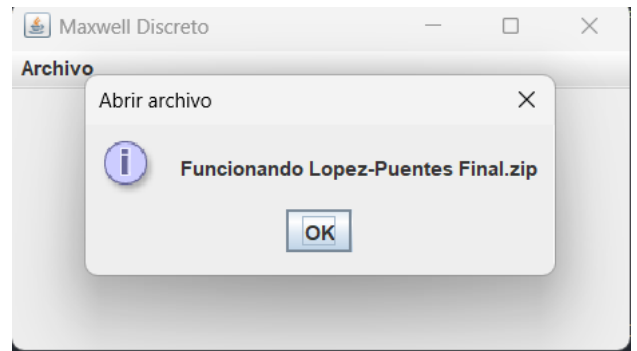 Maxwell Discreto
Archivo
Abrir archivo
Funcionando Lopez-Puentes Final.zip
OK